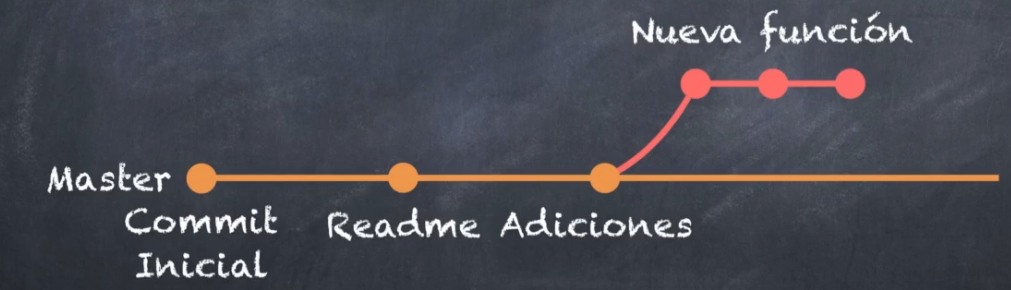 Nueva función
Master
Commit
Inicial
Readme
Adiciones